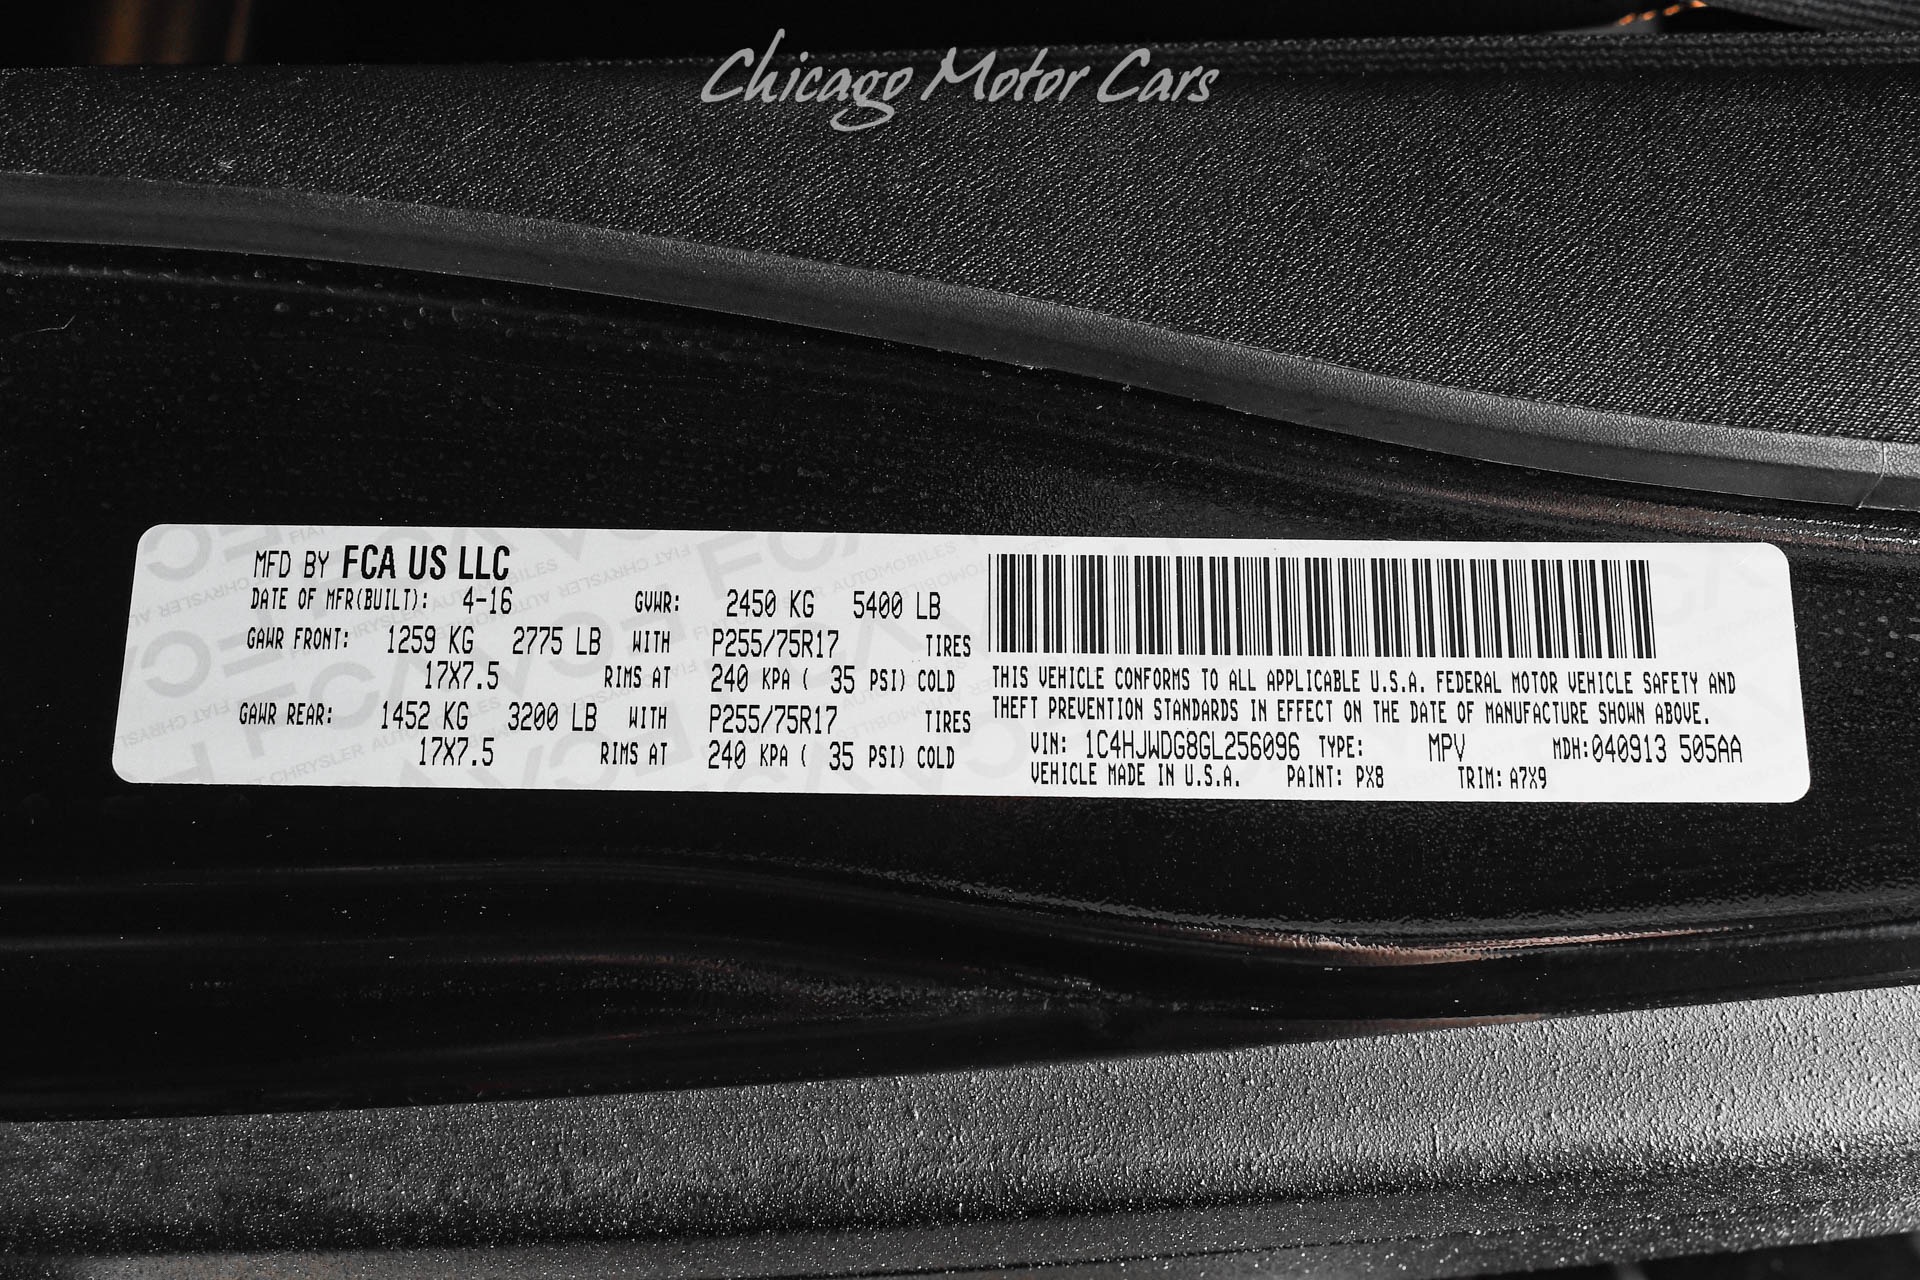 Chicago Motor Cars
MFD BY FCA US LLC
DATE OF MFR(BUILT): 4-16 GVWR: 2450 KG 5400 LB
GAWR FRONT: 1259 KG 2775 LB WITH P255/75R17 TIRES
17X7.5 RIMS AT 240 KPA ( 35 PSI) COLD
GAWR REAR: 1452 KG 3200 LB WITH P255/75R17 TIRES
17X7.5 RIMS AT 240 KPA ( 35 PSI) COLD
THIS VEHICLE CONFORMS TO ALL APPLICABLE U.S.A. FEDERAL MOTOR VEHICLE SAFETY AND
THEFT PREVENTION STANDARDS IN EFFECT ON THE DATE OF MANUFACTURE SHOWN ABOVE.
VIN: 1C4HJWDG8GL256096 TYPE: MPV MDH:040913 505AA
VEHICLE MADE IN U.S.A. PAINT: PX8 TRIM: A7X9